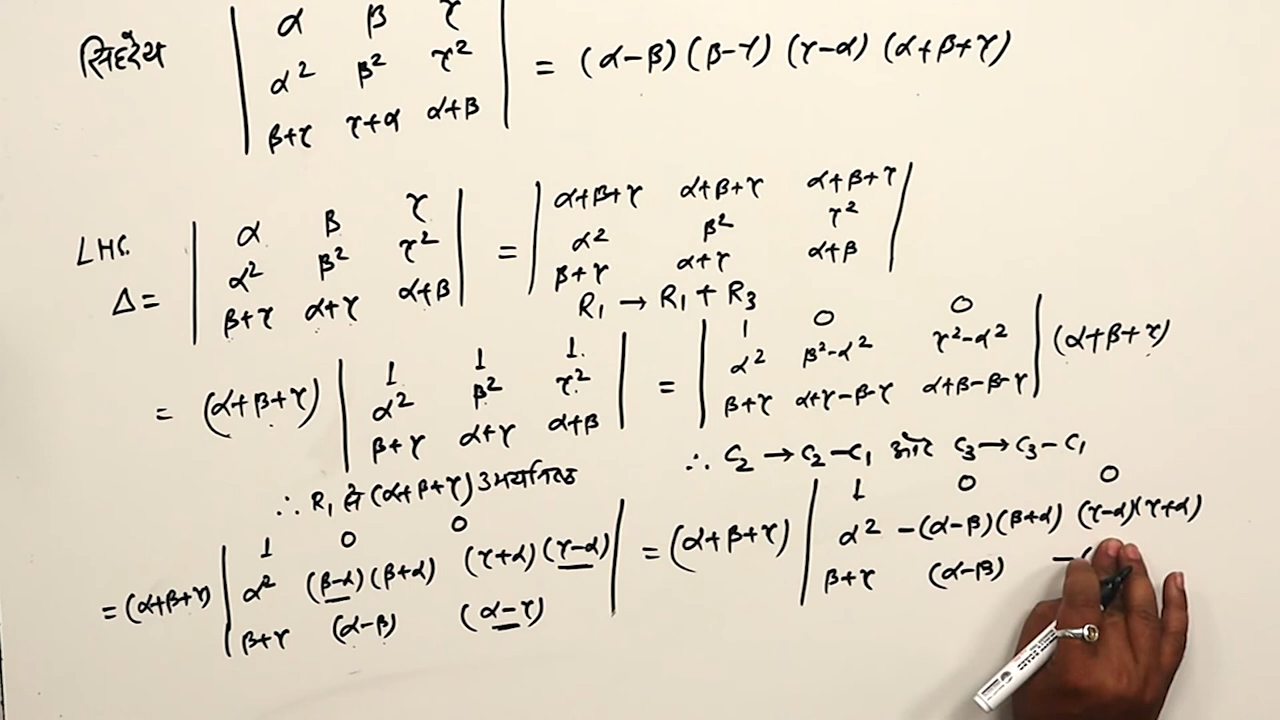 सिद्ध कीजिए | α β γ |
| α² β² γ² | = (α-β) (β-γ) (γ-α) (α+β+γ)
| β+γ γ+α α+β |
LHS.
Δ = | α β γ | = | α+β+γ α+β+γ α+β+γ |
| α² β² γ² | | α² β² γ² |
| β+γ α+γ α+β | | β+γ α+γ α+β |
R₁ → R₁ + R₃
= (α+β+γ) | 1 1 1 | = | 1 0 0 | (α+β+γ)
| α² β² γ² | | α² β²-α² γ²-α² |
| β+γ α+γ α+β | | β+γ α+γ-β-γ α+β-β-γ |
∴ R₁ से (α+β+γ) उभयनिष्ठ ∴ C₂ → C₂-C₁ और C₃ → C₃-C₁
= (α+β+γ) | 1 0 0 | = (α+β+γ) | 1 0 0
| α² (β-α)(β+α) (γ+α)(γ-α) | | α² -(α-β)(β+α) (γ-α)(γ+α)
| β+γ (α-β) (α-γ) | | β+γ (α-β) -(